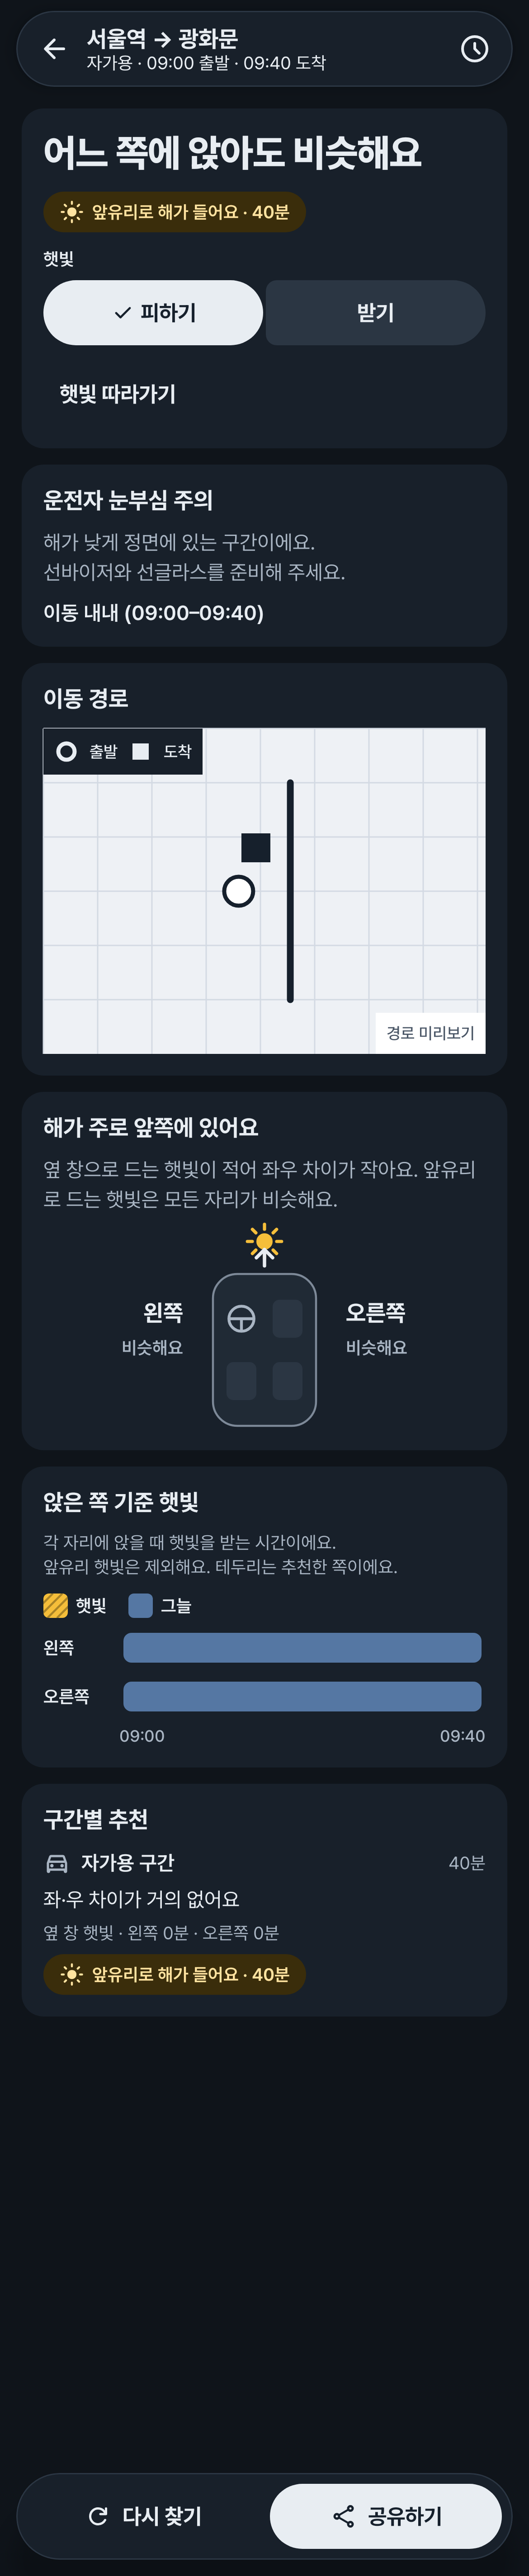 서울역 → 광화문
자가용 · 09:00 출발 · 09:40 도착
어느 쪽에 앉아도 비슷해요
앞유리로 해가 들어요 · 40분
햇빛
피하기
받기
햇빛 따라가기
운전자 눈부심 주의
해가 낮게 정면에 있는 구간이에요.
선바이저와 선글라스를 준비해 주세요.
이동 내내 (09:00–09:40)
이동 경로
출발 도착
경로 미리보기
해가 주로 앞쪽에 있어요
옆 창으로 드는 햇빛이 적어 좌우 차이가 작아요. 앞유리
로 드는 햇빛은 모든 자리가 비슷해요.
왼쪽 오른쪽
비슷해요 비슷해요
앉은 쪽 기준 햇빛
각 자리에 앉을 때 햇빛을 받는 시간이에요.
앞유리 햇빛은 제외해요. 테두리는 추천한 쪽이에요.
햇빛 그늘
왼쪽
오른쪽
09:00 09:40
구간별 추천
자가용 구간 40분
좌·우 차이가 거의 없어요
옆 창 햇빛 · 왼쪽 0분 · 오른쪽 0분
앞유리로 해가 들어요 · 40분
다시 찾기 공유하기